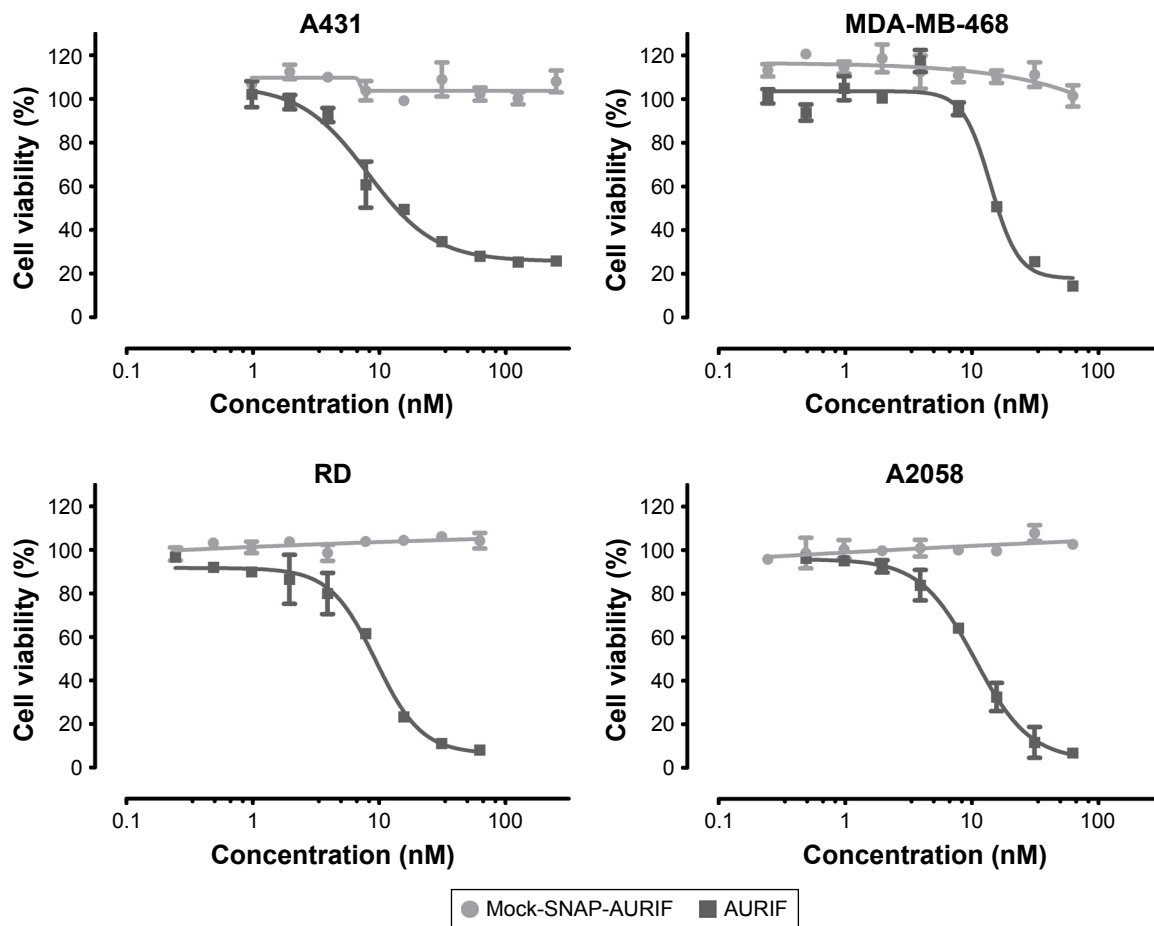 A431
MDA-MB-468
120
100
80
60
40
20
0
Cell viability (%)
0.1 1 10 100
Concentration (nM)
120
100
80
60
40
20
0
Cell viability (%)
0.1 1 10 100
Concentration (nM)
RD
A2058
120
100
80
60
40
20
0
Cell viability (%)
0.1 1 10 100
Concentration (nM)
120
100
80
60
40
20
0
Cell viability (%)
0.1 1 10 100
Concentration (nM)
Mock-SNAP-AURIF AURIF